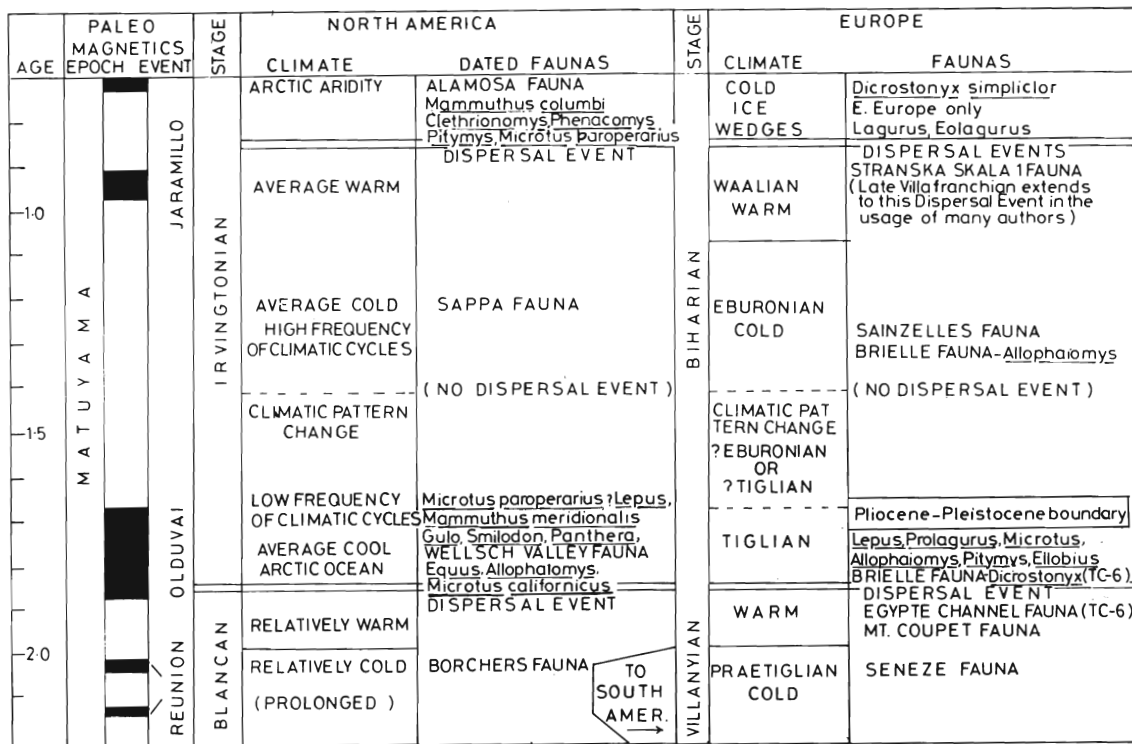 PALEO
MAGNETICS
AGE EPOCH EVENT
STAGE
NORTH AMERICA
CLIMATE DATED FAUNAS
STAGE
EUROPE
CLIMATE FAUNAS
-1.0
-1.5
-2.0
MATUYAMA
JARAMILLO
OLDUVAI
REUNION
IRVINGTONIAN
BLANCAN
ARCTIC ARIDITY
AVERAGE WARM
AVERAGE COLD
HIGH FREQUENCY
OF CLIMATIC CYCLES
CLIMATIC PATTERN
CHANGE
LOW FREQUENCY
OF CLIMATIC CYCLES
AVERAGE COOL
ARCTIC OCEAN
RELATIVELY WARM
RELATIVELY COLD
(PROLONGED )
ALAMOSA FAUNA
Mammuthus columbi
Clethrionomys, Phenacomys
Pitymys, Microtus paroperarius
DISPERSAL EVENT
SAPPA FAUNA
( NO DISPERSAL EVENT )
Microtus paroperarius ? Lepus,
Mammuthus meridionalis
Gulo, Smilodon, Panthera,
WELLSCH VALLEY FAUNA
Equus. Allophaiomys.
Microtus californicus
DISPERSAL EVENT
BORCHERS FAUNA
TO
SOUTH
AMER.
BIHARIAN
VILLANYIAN
COLD
ICE
WEDGES
WAALIAN
WARM
EBURONIAN
COLD
CLIMATIC PAT
TERN CHANGE
?EBURONIAN
OR
? TIGLIAN
TIGLIAN
WARM
PRAETIGLIAN
COLD
Dicrostonyx simplicior
E. Europe only
Lagurus, Eolagurus
DISPERSAL EVENTS
STRANSKA SKALA 1 FAUNA
(Late Villafranchian extends
to this Dispersal Event in the
usage of many authors )
SAINZELLES FAUNA
BRIELLE FAUNA-Allophaiomys
(NO DISPERSAL EVENT )
Pliocene-Pleistocene boundary
Lepus, Prolagurus, Microtus,
Allophaiomys, Pitymys, Ellobius
BRIELLE FAUNA-Dicrostonyx (TC-6)
DISPERSAL EVENT
EGYPTE CHANNEL FAUNA (TC-6)
MT. COUPET FAUNA
SENEZE FAUNA